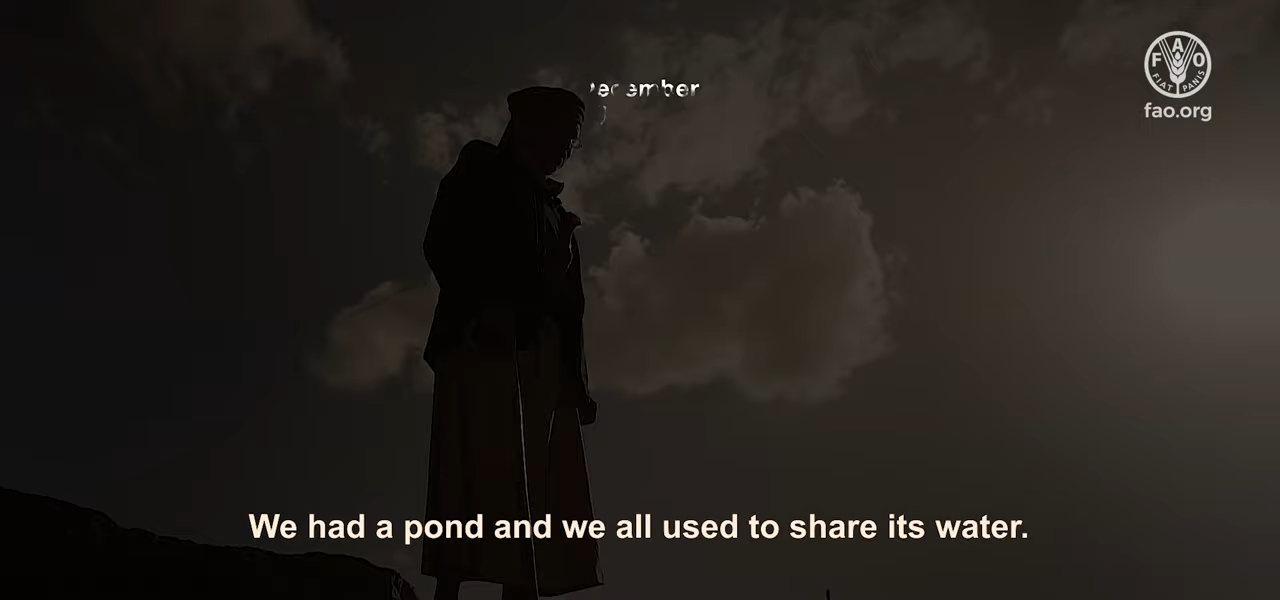 F A O
FIAT PANIS
fao.org
We had a pond and we all used to share its water.